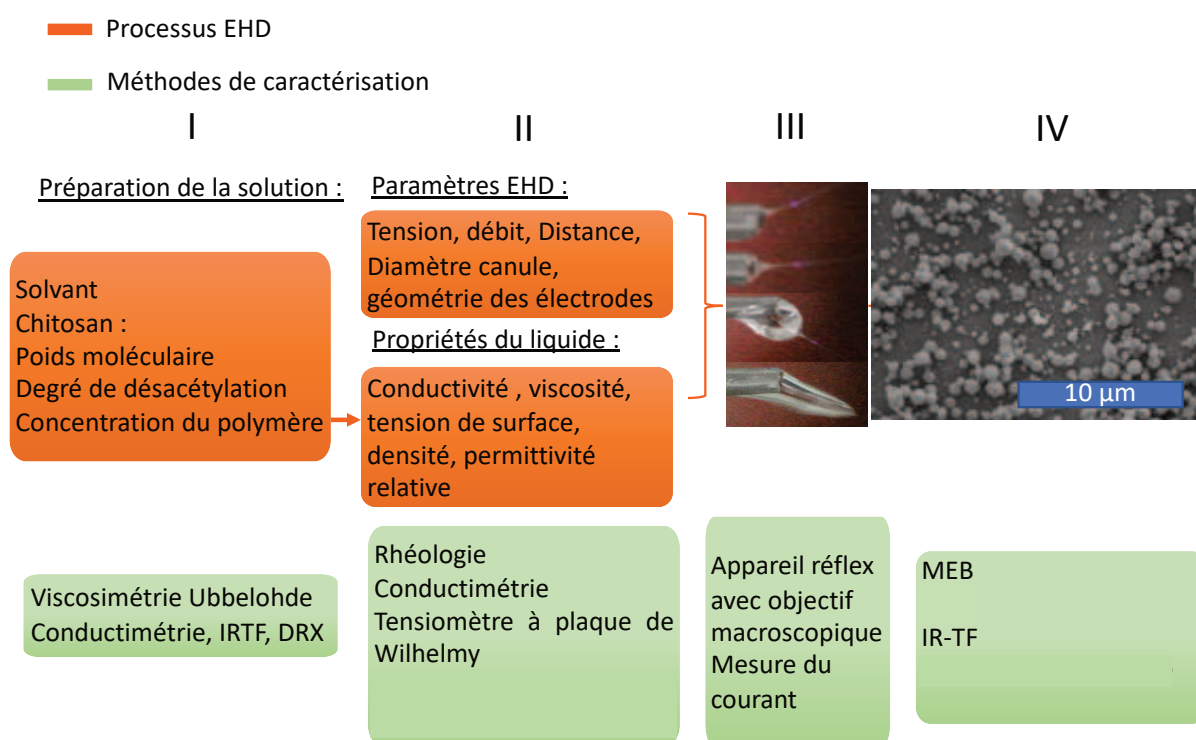 Processus EHD
Méthodes de caractérisation
I
II
III
IV
Préparation de la solution :
Solvant
Chitosan :
Poids moléculaire
Degré de désacétylation
Concentration du polymère
Paramètres EHD :
Tension, débit, Distance,
Diamètre canule,
géométrie des électrodes
Propriétés du liquide :
Conductivité , viscosité,
tension de surface,
densité, permittivité
relative
10 µm
Viscosimétrie Ubbelohde
Conductimétrie, IRTF, DRX
Rhéologie
Conductimétrie
Tensiomètre à plaque de
Wilhelmy
Appareil réflex
avec objectif
macroscopique
Mesure du
courant
MEB
IR-TF